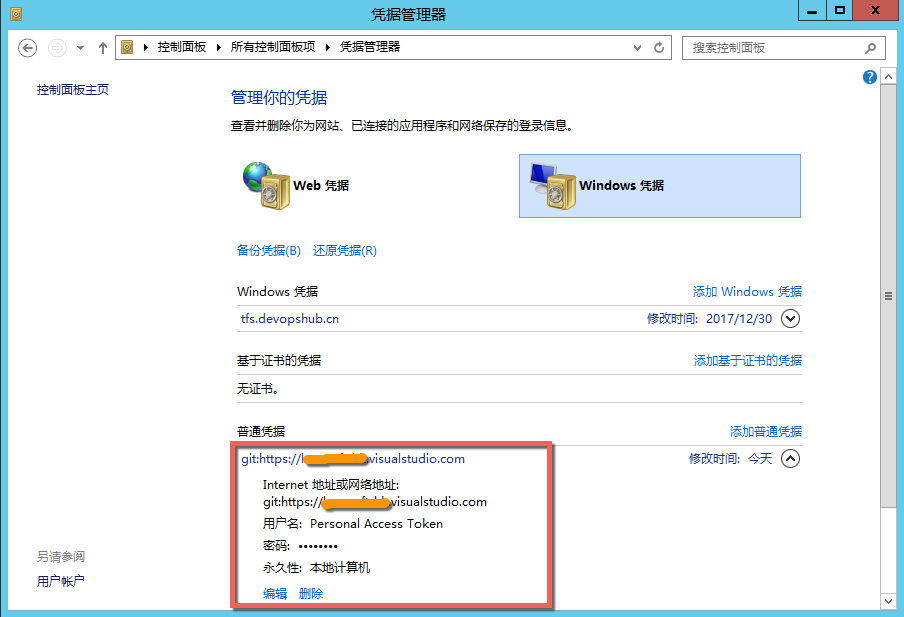 凭据管理器
控制面板 所有控制面板项 凭据管理器
搜索控制面板
控制面板主页
管理你的凭据
查看并删除你为网站、已连接的应用程序和网络保存的登录信息。
Web 凭据
Windows 凭据
备份凭据(B) 还原凭据(R)
Windows 凭据 添加 Windows 凭据
tfs.devopshub.cn 修改时间: 2017/12/30
基于证书的凭据 添加基于证书的凭据
无证书。
普通凭据 添加普通凭据
git:https:// visualstudio.com 修改时间: 今天
Internet 地址或网络地址:
git:https:// visualstudio.com
用户名: Personal Access Token
密码: ••••••••
永久性: 本地计算机
编辑 删除
另请参阅
用户帐户